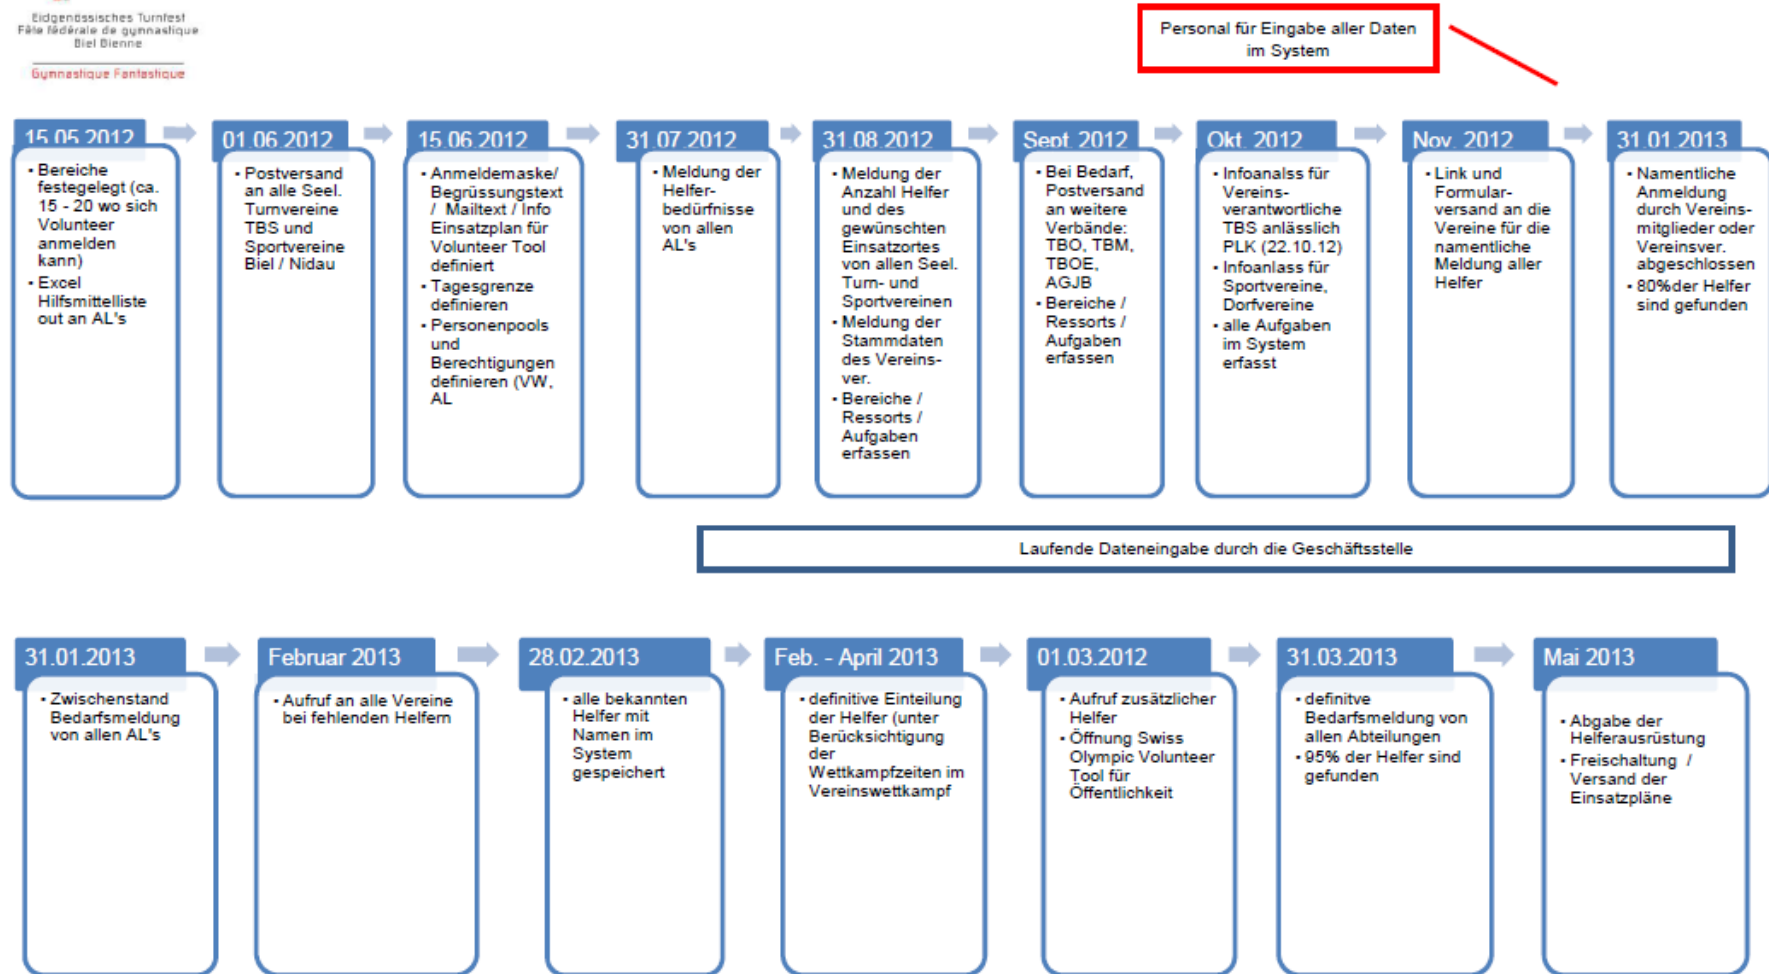 Eidgenössisches Turnfest
Fête fédérale de gymnastique
Biel Bienne
Gymnastique Fantastique
Personal für Eingabe aller Daten
im System
15.05.2012
▪ Bereiche
festegelegt (ca.
15 - 20 wo sich
Volunteer
anmelden
kann)
▪ Excel
Hilfsmittelliste
out an AL's
01.06.2012
▪ Postversand
an alle Seel.
Turnvereine
TBS und
Sportvereine
Biel / Nidau
15.06.2012
▪ Anmeldemaske/
Begrüssungstext
/ Mailtext / Info
Einsatzplan für
Volunteer Tool
definiert
▪ Tagesgrenze
definieren
▪ Personenpools
und
Berechtigungen
definieren (VW,
AL
31.07.2012
▪ Meldung der
Helfer-
bedürfnisse
von allen
AL's
31.08.2012
▪ Meldung der
Anzahl Helfer
und des
gewünschten
Einsatzortes
von allen Seel.
Turn- und
Sportvereinen
▪ Meldung der
Stammdaten
des Vereins-
ver.
▪ Bereiche /
Ressorts /
Aufgaben
erfassen
Sept. 2012
▪ Bei Bedarf,
Postversand
an weitere
Verbände:
TBO, TBM,
TBOE,
AGJB
▪ Bereiche /
Ressorts /
Aufgaben
erfassen
Okt. 2012
▪ Infoanalss für
Vereins-
verantwortliche
TBS anlässlich
PLK (22.10.12)
▪ Infoanlass für
Sportvereine,
Dorfvereine
▪ alle Aufgaben
im System
erfasst
Nov. 2012
▪ Link und
Formular-
versand an die
Vereine für die
namentliche
Meldung aller
Helfer
31.01.2013
▪ Namentliche
Anmeldung
durch Vereins-
mitglieder oder
Vereinsver.
abgeschlossen
▪ 80%der Helfer
sind gefunden
Laufende Dateneingabe durch die Geschäftsstelle
31.01.2013
▪ Zwischenstand
Bedarfsmeldung
von allen AL's
Februar 2013
▪ Aufruf an alle Vereine
bei fehlenden Helfern
28.02.2013
▪ alle bekannten
Helfer mit
Namen im
System
gespeichert
Feb. - April 2013
▪ definitive Einteilung
der Helfer (unter
Berücksichtigung
der
Wettkampfzeiten im
Vereinswettkampf
01.03.2012
▪ Aufruf zusätzlicher
Helfer
▪ Öffnung Swiss
Olympic Volunteer
Tool für
Öffentlichkeit
31.03.2013
▪ definitve
Bedarfsmeldung von
allen Abteilungen
▪ 95% der Helfer sind
gefunden
Mai 2013
▪ Abgabe der
Helferausrüstung
▪ Freischaltung /
Versand der
Einsatzpläne